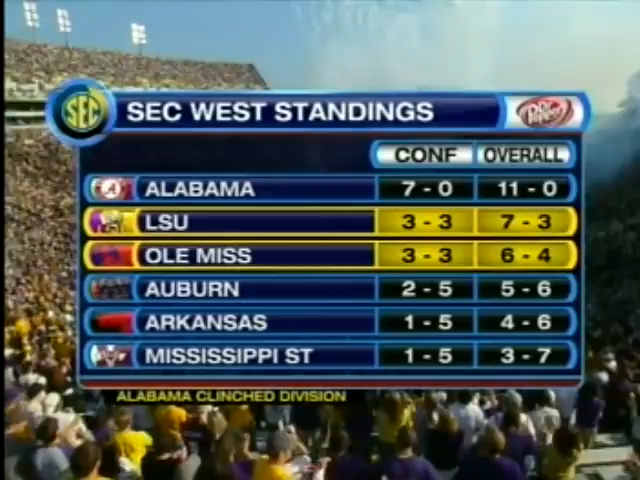 SEC SEC WEST STANDINGS Dr Pepper
CONF OVERALL
A ALABAMA 7 - 0 11 - 0
LSU 3 - 3 7 - 3
OLE MISS 3 - 3 6 - 4
AUBURN 2 - 5 5 - 6
ARKANSAS 1 - 5 4 - 6
MISSISSIPPI ST 1 - 5 3 - 7
ALABAMA CLINCHED DIVISION